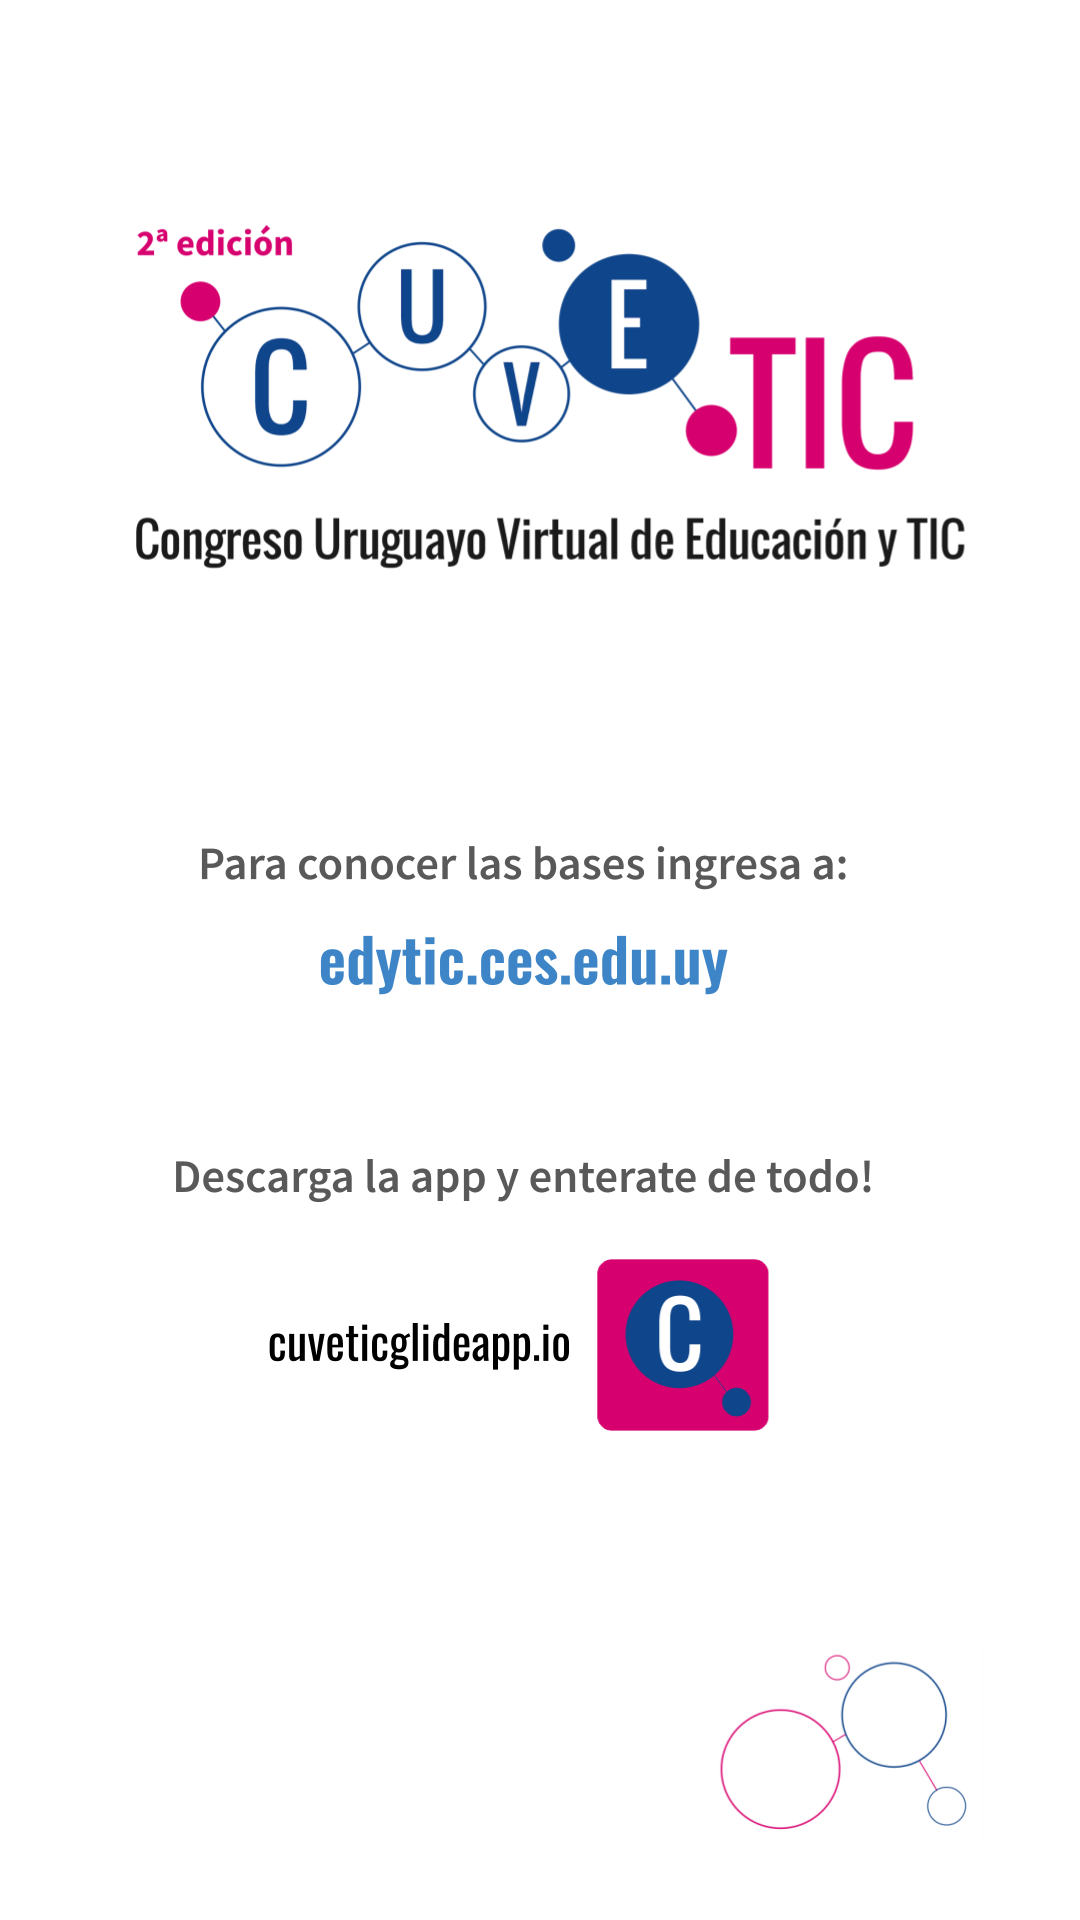 2ª edición
CUVETIC
Congreso Uruguayo Virtual de Educación y TIC
Para conocer las bases ingresa a:
edytic.ces.edu.uy
Descarga la app y enterate de todo!
cuveticglideapp.io
C